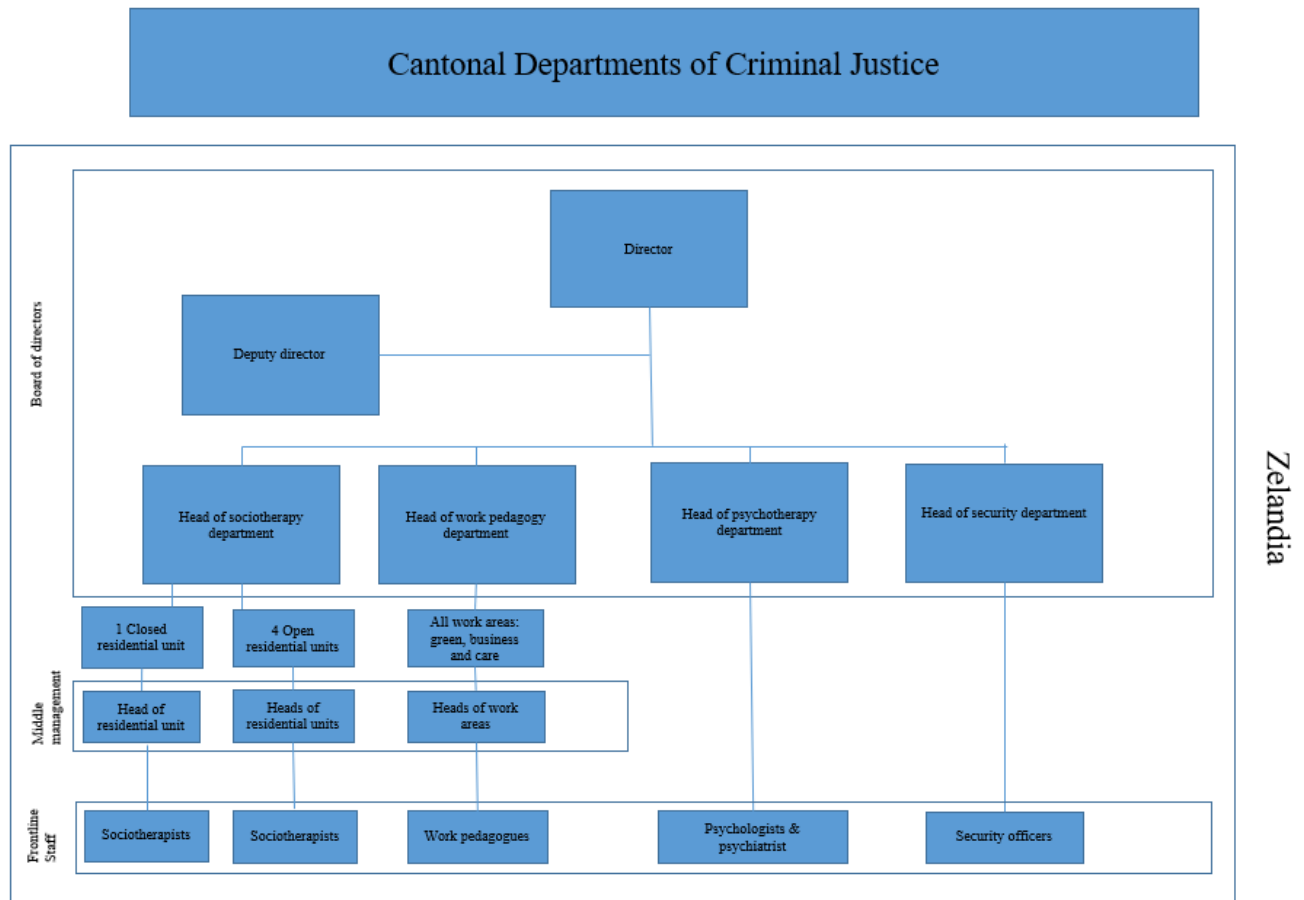 Cantonal Departments of Criminal Justice
Zelandia
Board of directors
Director
Deputy director
Head of sociotherapy
department
Head of work pedagogy
department
Head of psychotherapy
department
Head of security department
1 Closed
residential unit
4 Open
residential units
All work areas:
green, business
and care
Middle
management
Head of
residential unit
Heads of
residential units
Heads of work
areas
Frontline
Staff
Sociotherapists
Sociotherapists
Work pedagogues
Psychologists &
psychiatrist
Security officers